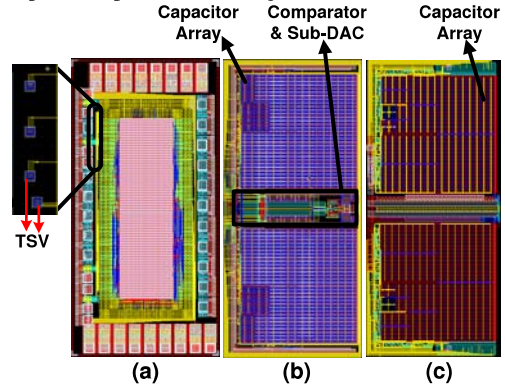 Capacitor
Array
Comparator
& Sub-DAC
Capacitor
Array
TSV
(a)
(b)
(c)